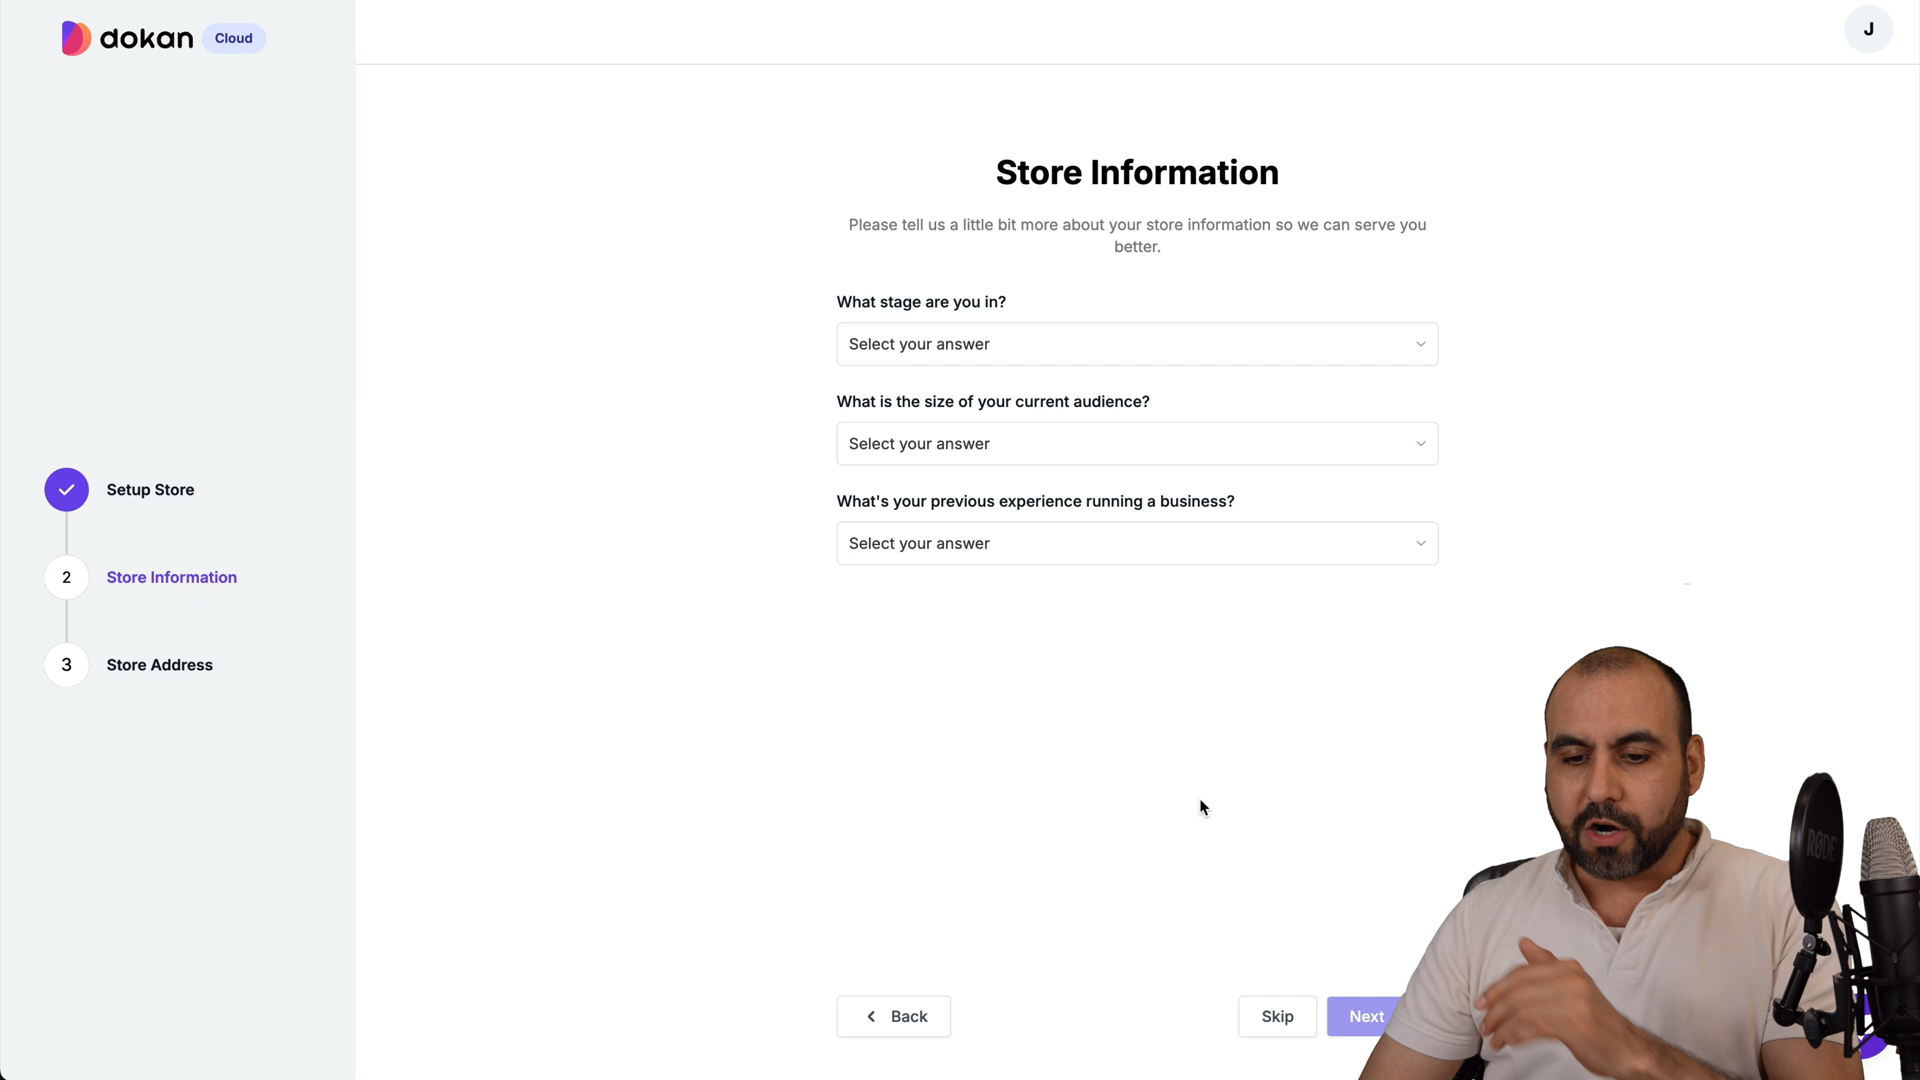 dokan Cloud
J
Store Information
Please tell us a little bit more about your store information so we can serve you
better.
What stage are you in?
Select your answer
What is the size of your current audience?
Select your answer
What's your previous experience running a business?
Select your answer
Setup Store
2 Store Information
3 Store Address
RØDE
Back
Skip
Next